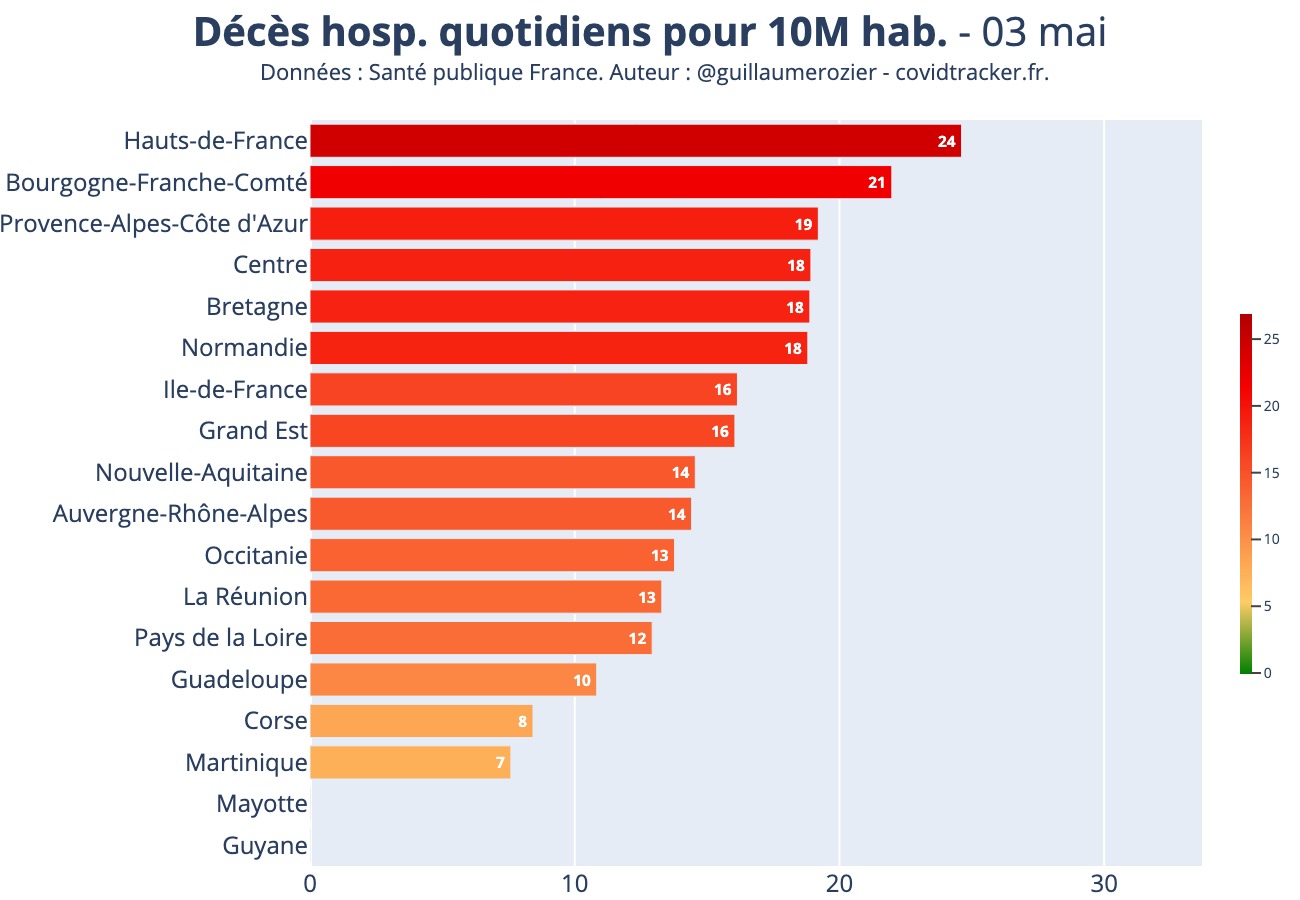 Décès hosp. quotidiens pour 10M hab. - 03 mai
Données : Santé publique France. Auteur : @guillaumerozier - covidtracker.fr.
Hauts-de-France 24
Bourgogne-Franche-Comté 21
Provence-Alpes-Côte d'Azur 19
Centre 18
Bretagne 18
Normandie 18
Ile-de-France 16
Grand Est 16
Nouvelle-Aquitaine 14
Auvergne-Rhône-Alpes 14
Occitanie 13
La Réunion 13
Pays de la Loire 12
Guadeloupe 10
Corse 8
Martinique 7
Mayotte
Guyane
0 10 20 30
25
20
15
10
5
0